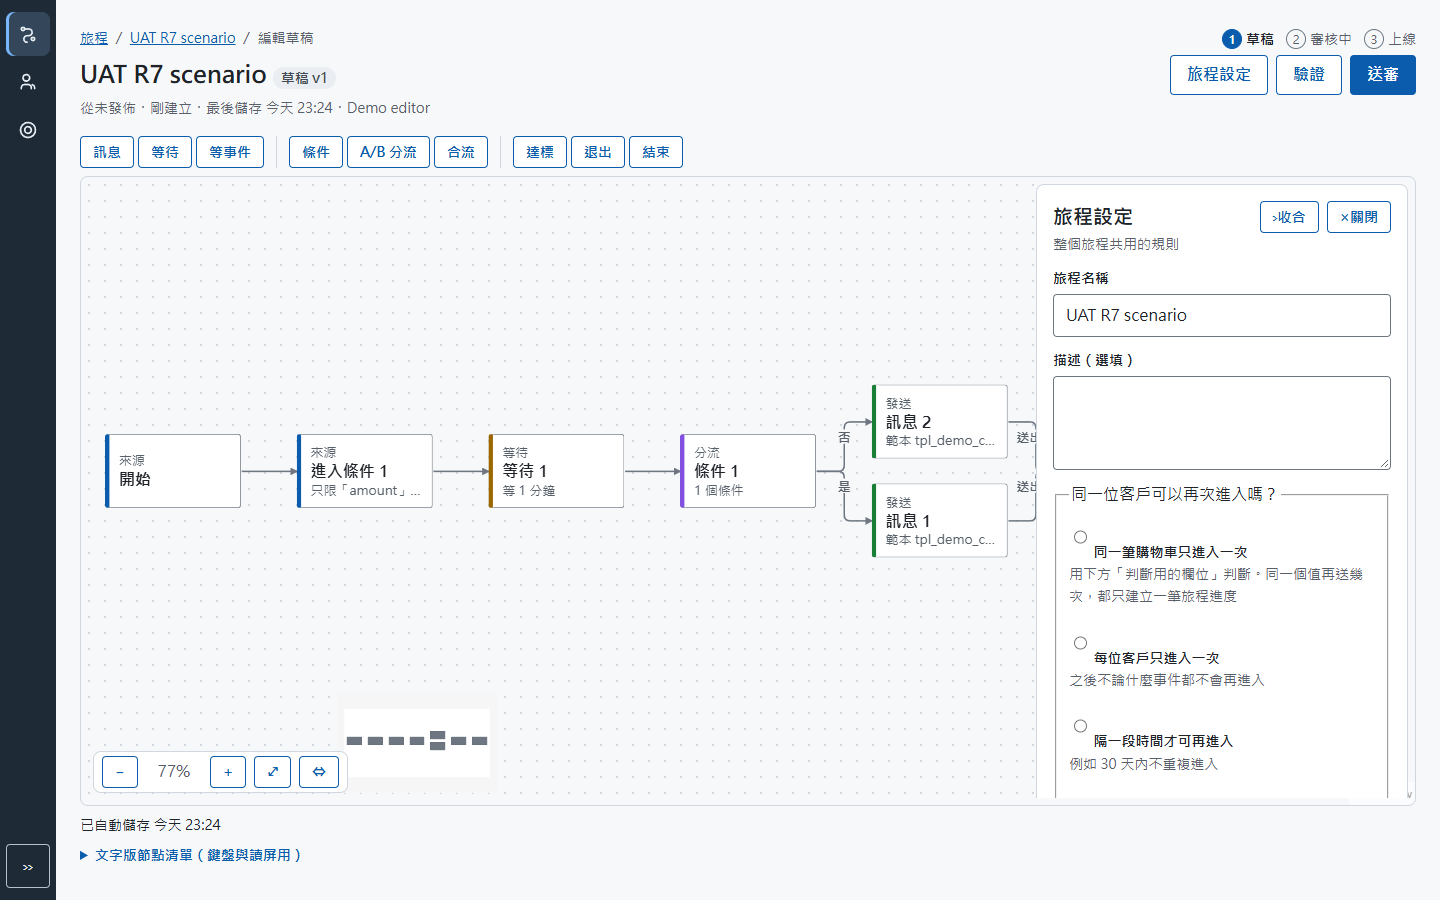 旅程 / UAT R7 scenario / 編輯草稿
1 草稿 2 審核中 3 上線
UAT R7 scenario 草稿 v1
旅程設定 驗證 送審
從未發佈 · 剛建立 · 最後儲存 今天 23:24 · Demo editor
訊息 等待 等事件 條件 A/B 分流 合流 達標 退出 結束
來源
開始
來源
進入條件 1
只限「amount」...
等待
等待 1
等 1 分鐘
分流
條件 1
1 個條件
否
是
發送
訊息 2
範本 tpl_demo_c...
送出
發送
訊息 1
範本 tpl_demo_c...
送出
− 77% +
旅程設定
›收合 ×關閉
整個旅程共用的規則
旅程名稱
UAT R7 scenario
描述（選填）
同一位客戶可以再次進入嗎？
同一筆購物車只進入一次
用下方「判斷用的欄位」判斷。同一個值再送幾
次，都只建立一筆旅程進度
每位客戶只進入一次
之後不論什麼事件都不會再進入
隔一段時間才可再進入
例如 30 天內不重複進入
已自動儲存 今天 23:24
文字版節點清單（鍵盤與讀屏用）
»